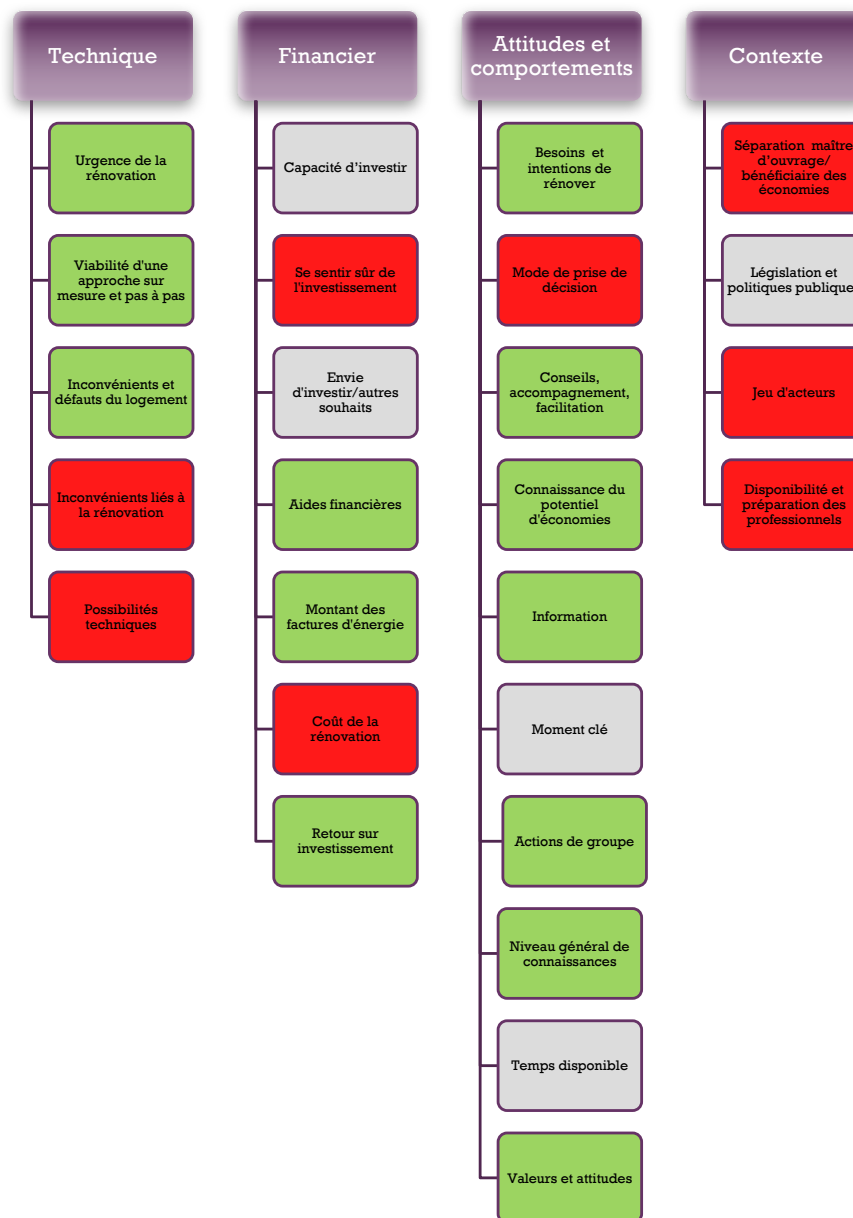 Technique
Urgence de la
rénovation
Viabilité d'une
approche sur
mesure et pas à pas
Inconvénients et
défauts du logement
Inconvénients liés à
la rénovation
Possibilités
techniques
Financier
Capacité d'investir
Se sentir sûr de
l'investissement
Envie
d'investir/autres
souhaits
Aides financières
Montant des
factures d'énergie
Coût de la
rénovation
Retour sur
investissement
Attitudes et
comportements
Besoins et
intentions de
rénover
Mode de prise de
décision
Conseils,
accompagnement,
facilitation
Connaissance du
potentiel
d'économies
Information
Moment clé
Actions de groupe
Niveau général de
connaissances
Temps disponible
Valeurs et attitudes
Contexte
Séparation maître
d'ouvrage/
bénéficiaire des
économies
Législation et
politiques publique
Jeu d'acteurs
Disponibilité et
préparation des
professionnels